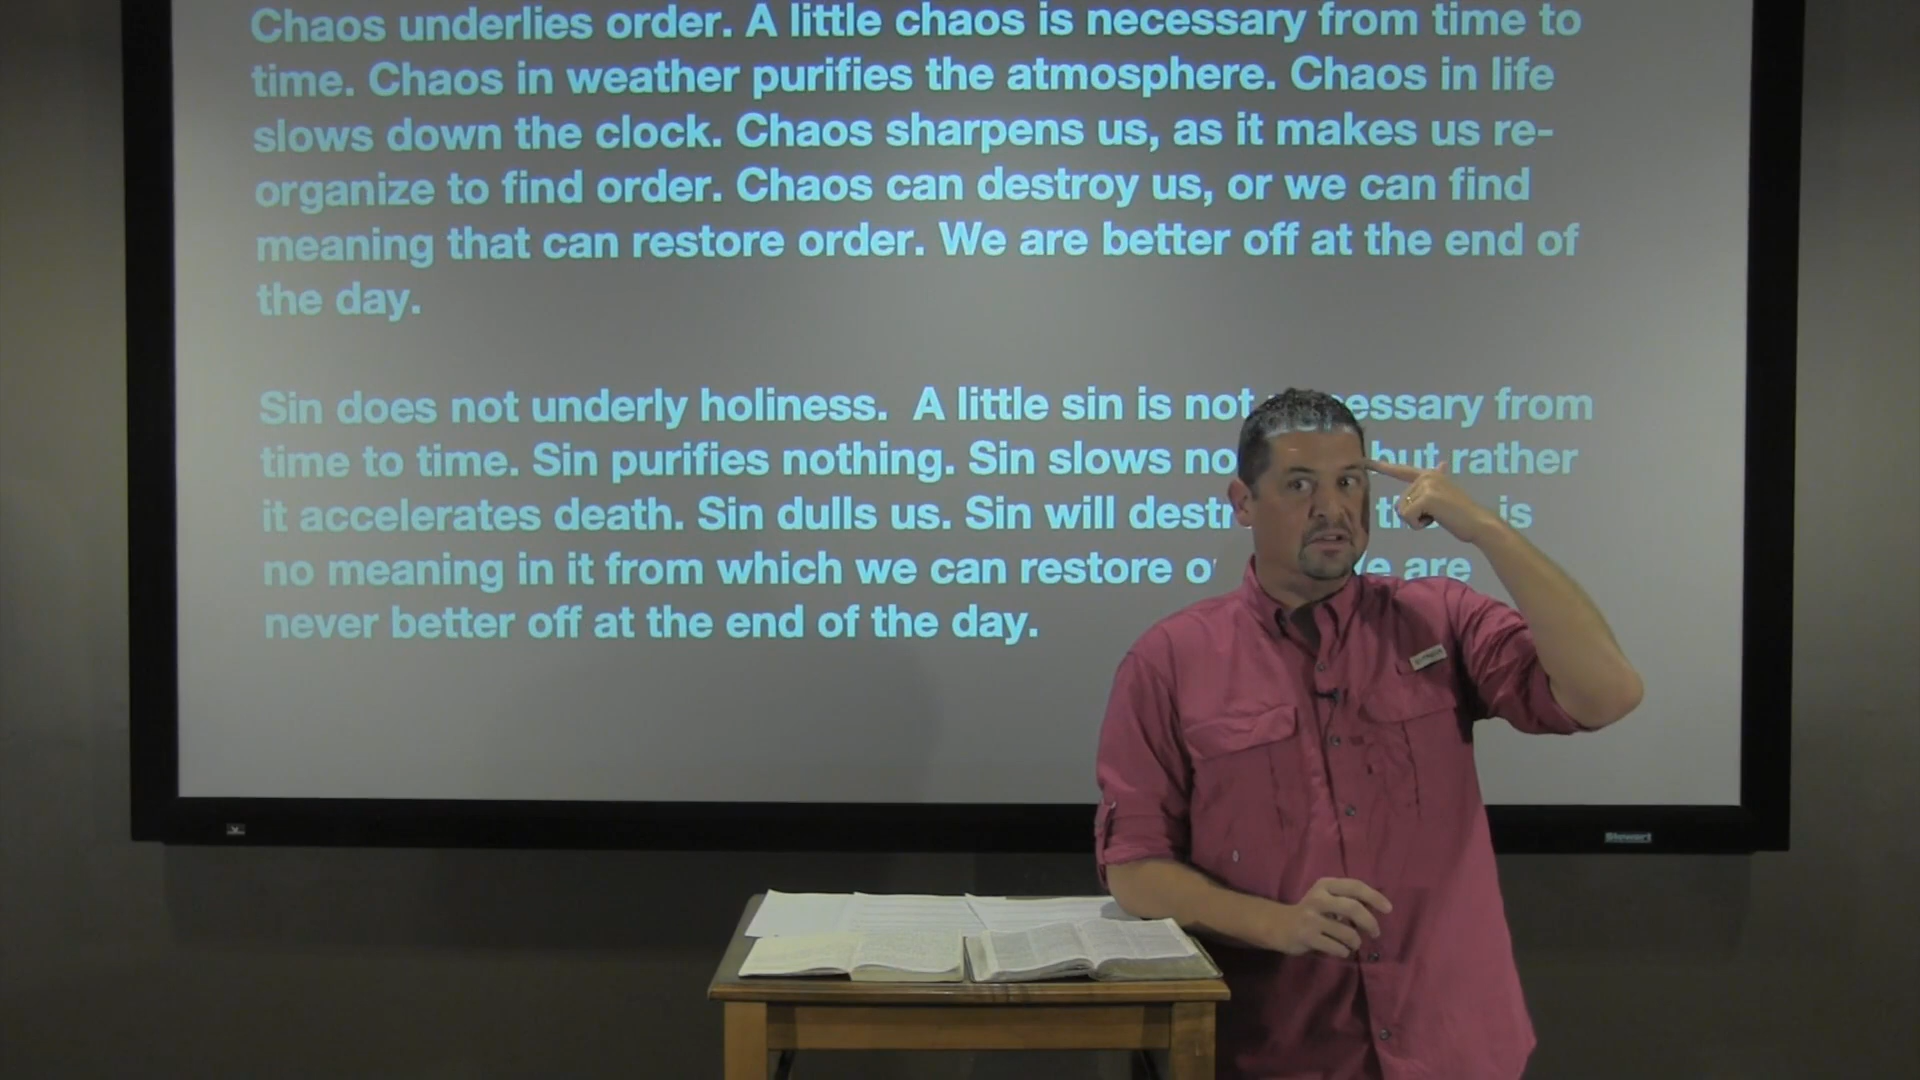 Chaos underlies order. A little chaos is necessary from time to
time. Chaos in weather purifies the atmosphere. Chaos in life
slows down the clock. Chaos sharpens us, as it makes us re-
organize to find order. Chaos can destroy us, or we can find
meaning that can restore order. We are better off at the end of
the day.
Sin does not underly holiness. A little sin is not essary from
time to time. Sin purifies nothing. Sin slows no but rather
it accelerates death. Sin dulls us. Sin will destr is
no meaning in it from which we can restore o are
never better off at the end of the day.
Stewart